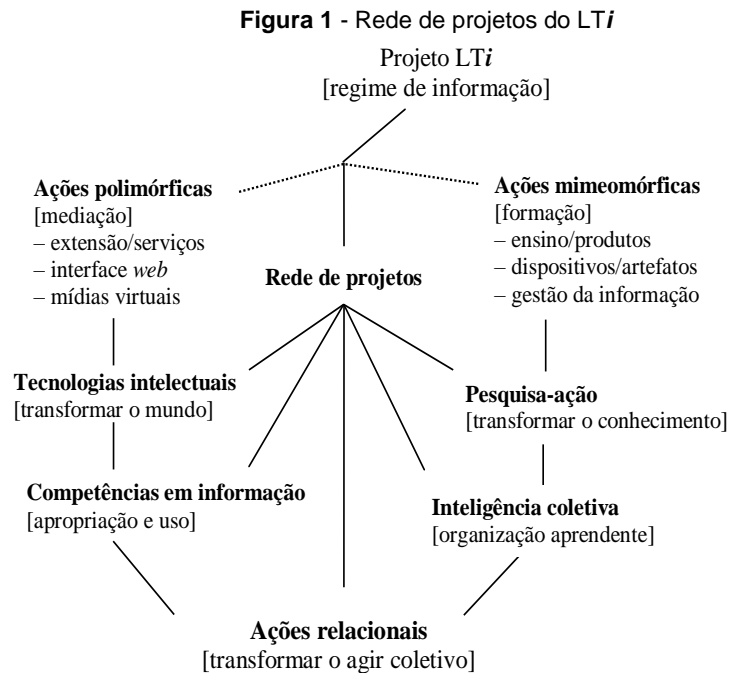 Figura 1 - Rede de projetos do LTi
Projeto LTi
[regime de informação]
Ações polimórficas
[mediação]
– extensão/serviços
– interface web
– mídias virtuais
Ações mimeomórficas
[formação]
– ensino/produtos
– dispositivos/artefatos
– gestão da informação
Rede de projetos
Tecnologias intelectuais
[transformar o mundo]
Pesquisa-ação
[transformar o conhecimento]
Competências em informação
[apropriação e uso]
Inteligência coletiva
[organização aprendente]
Ações relacionais
[transformar o agir coletivo]